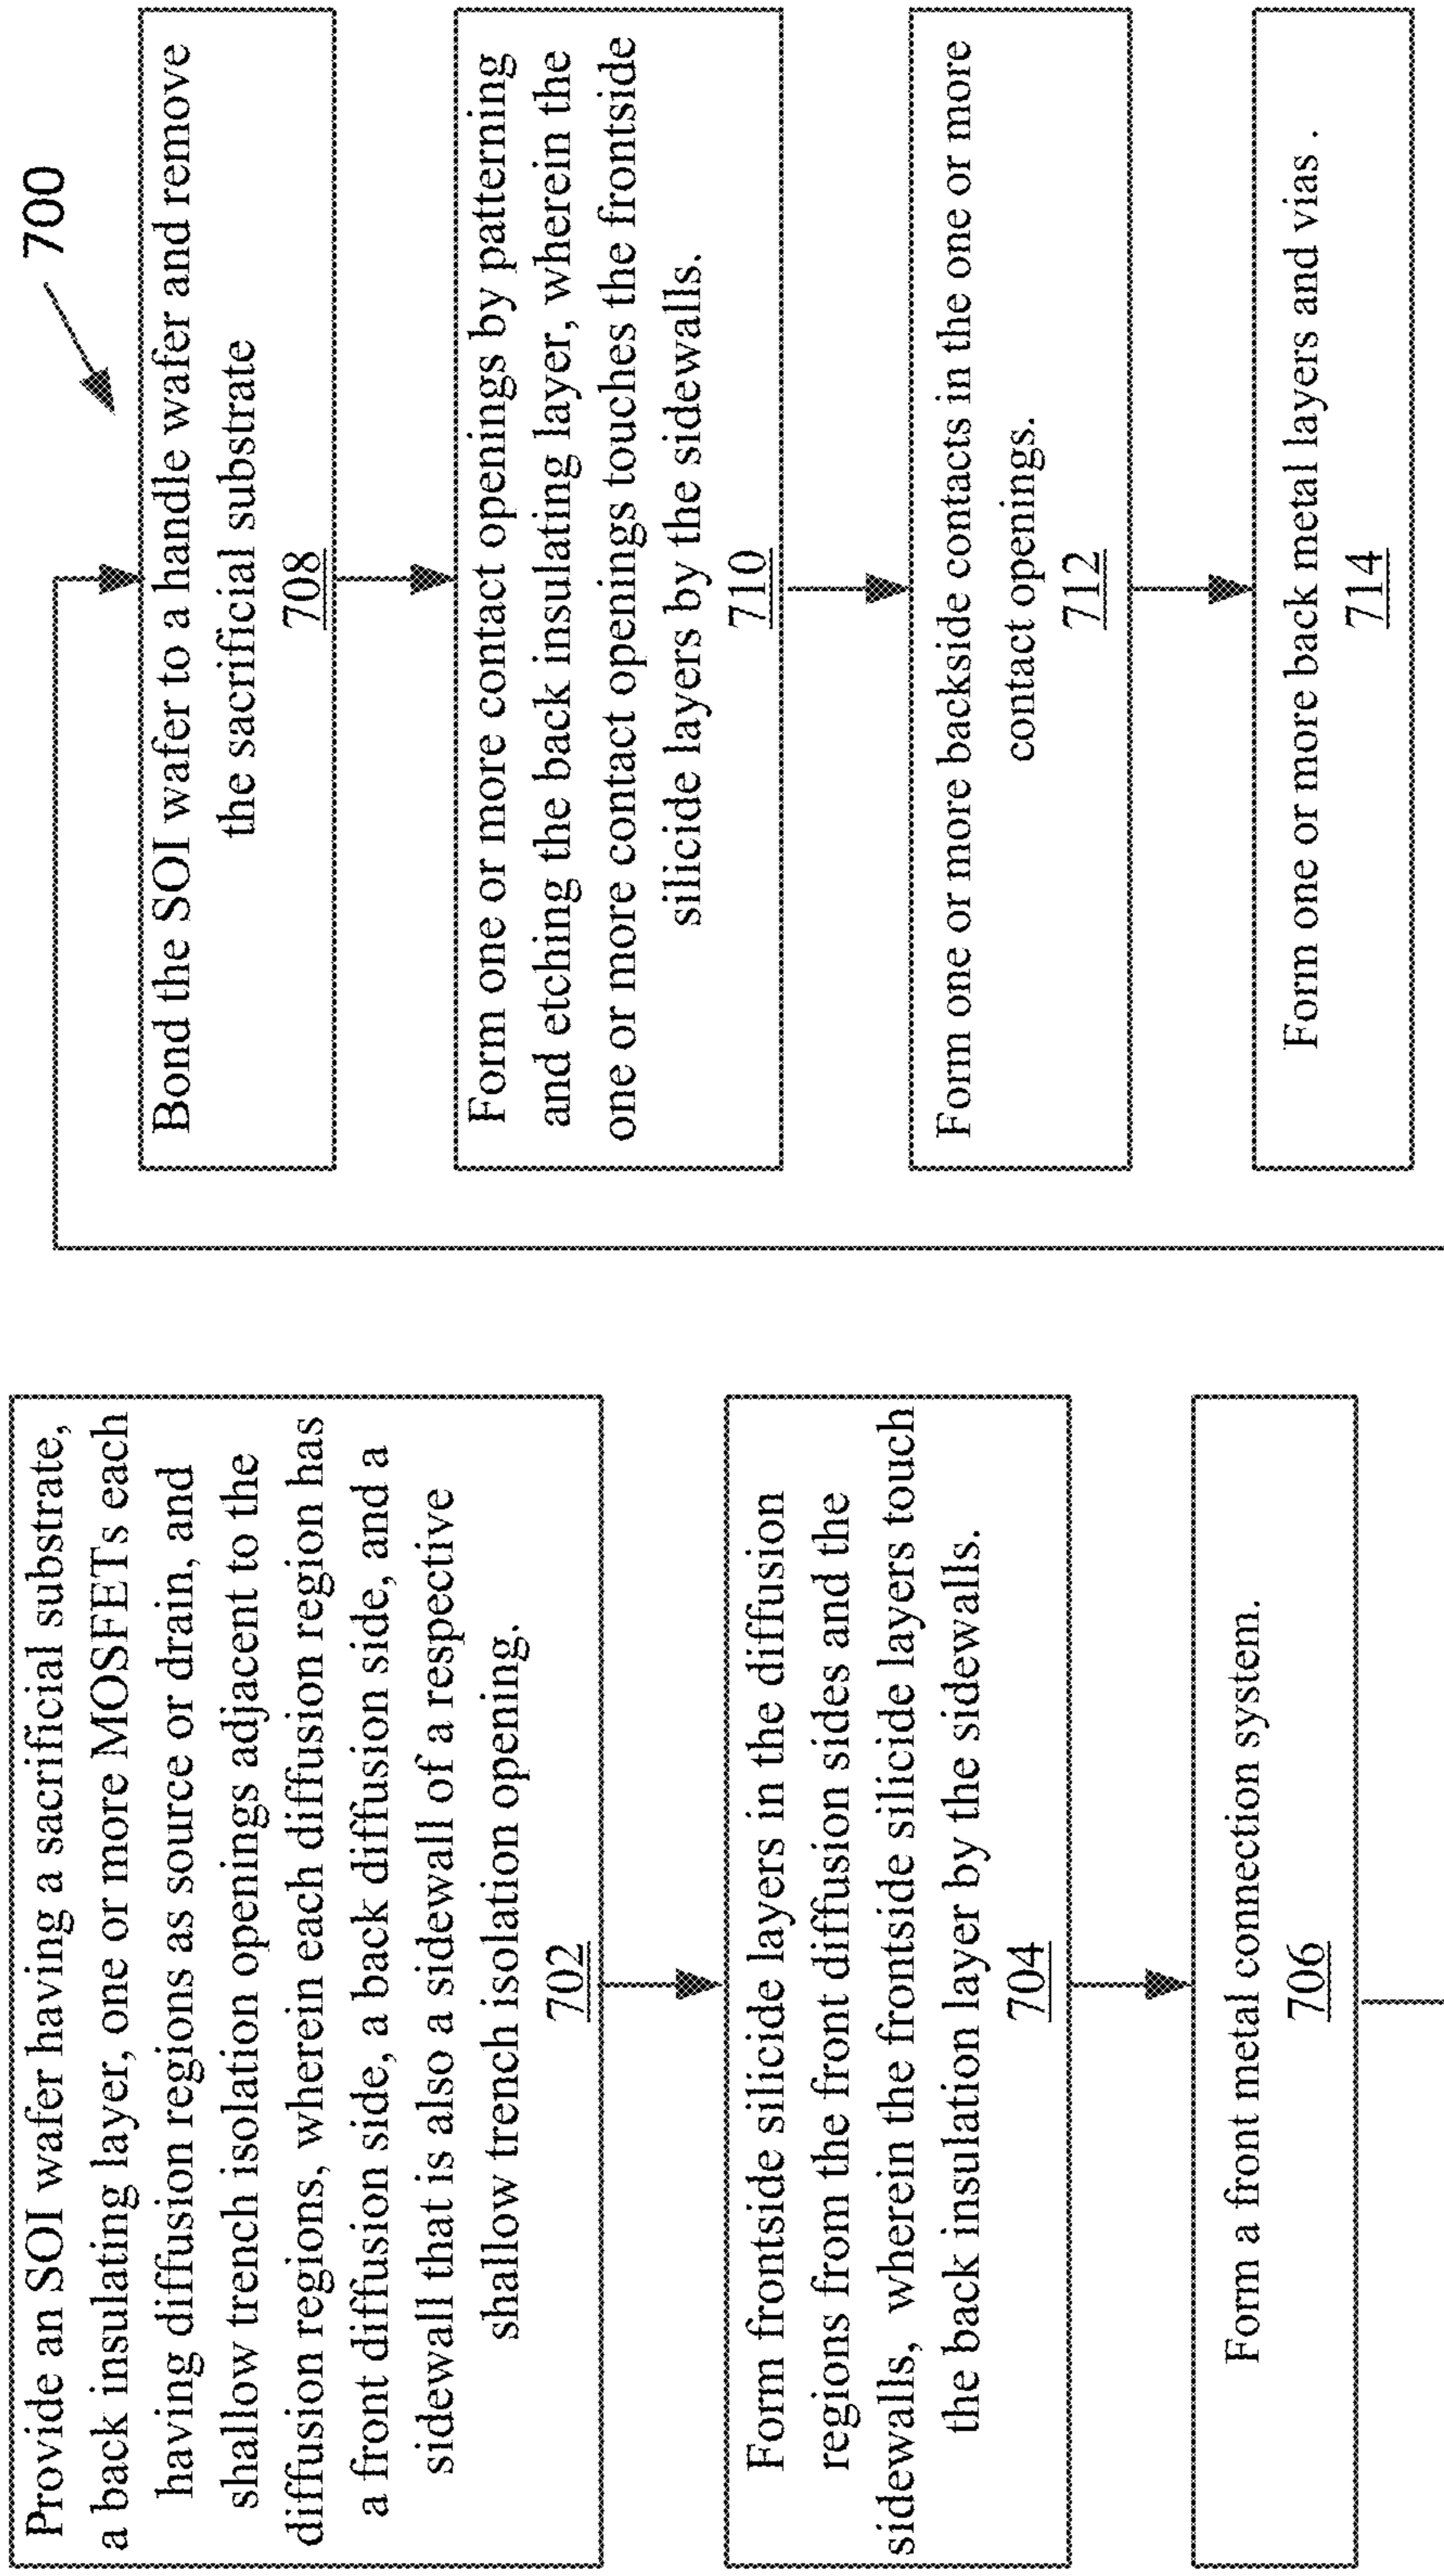 Provide an SOI wafer having a sacrificial substrate,
a back insulating layer, one or more MOSFETs each
having diffusion regions as source or drain, and
shallow trench isolation openings adjacent to the
diffusion regions, wherein each diffusion region has
a front diffusion side, a back diffusion side, and a
sidewall that is also a sidewall of a respective
shallow trench isolation opening.
702
Form frontside silicide layers in the diffusion
regions from the front diffusion sides and the
sidewalls, wherein the frontside silicide layers touch
the back insulation layer by the sidewalls.
704
Form a front metal connection system.
706
700
Bond the SOI wafer to a handle wafer and remove
the sacrificial substrate
708
Form one or more contact openings by patterning
and etching the back insulating layer, wherein the
one or more contact openings touches the frontside
silicide layers by the sidewalls.
710
Form one or more backside contacts in the one or more
contact openings.
712
Form one or more back metal layers and vias .
714